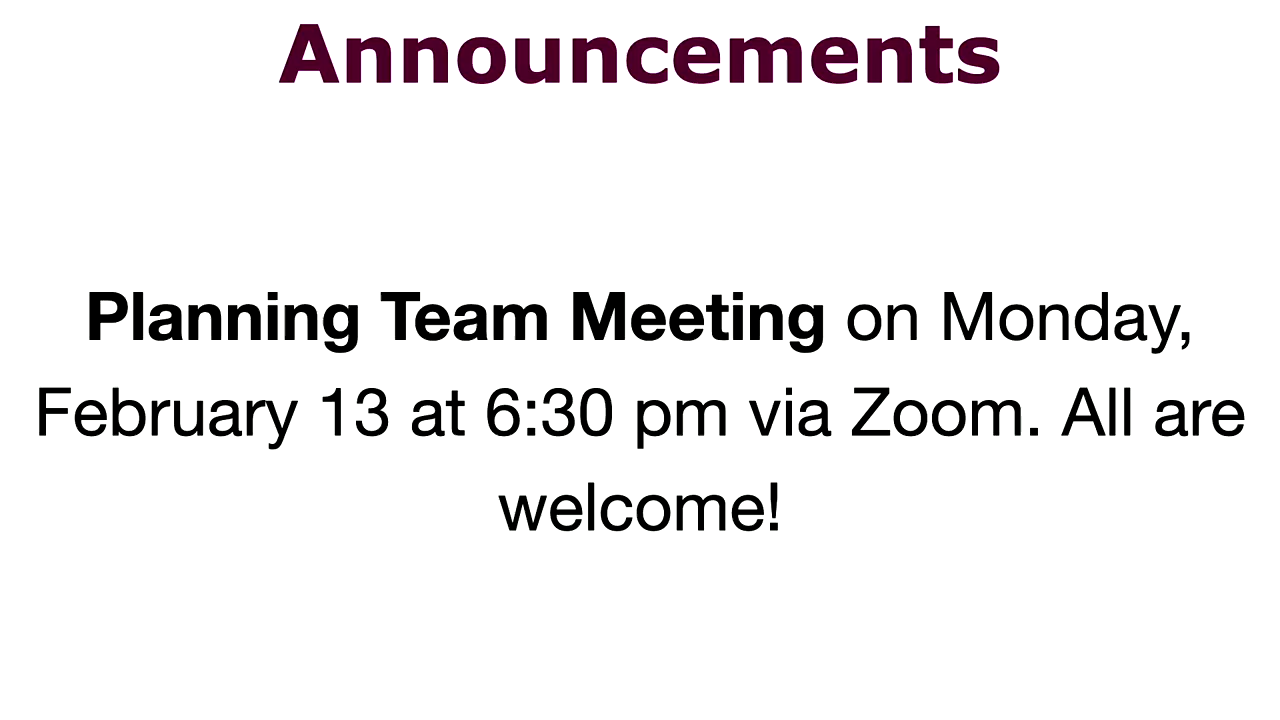 Announcements
Planning Team Meeting on Monday,
February 13 at 6:30 pm via Zoom. All are
welcome!